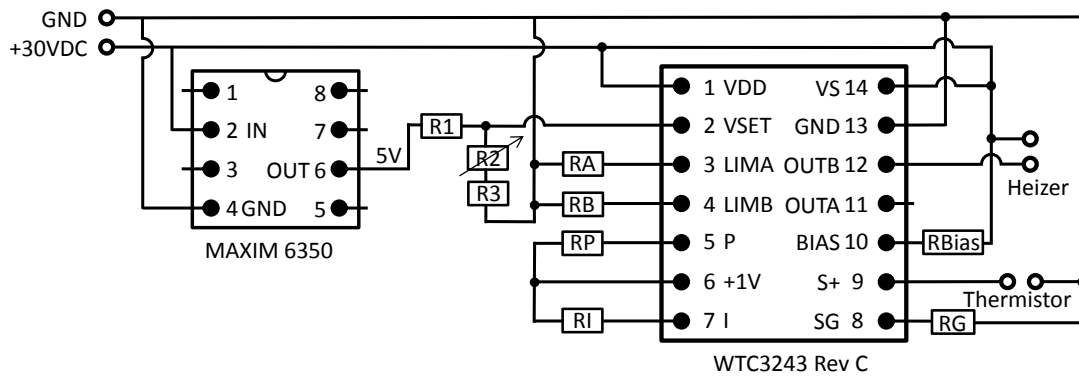 GND
+30VDC
1
8
2 IN
7
3
OUT 6
4 GND
5
MAXIM 6350
5V
R1
R2
R3
RA
RB
RP
RI
1 VDD
VS 14
2 VSET
GND 13
3 LIMA
OUTB 12
4 LIMB
OUTA 11
5 P
BIAS 10
6 +1V
S+ 9
7 I
SG 8
WTC3243 Rev C
Heizer
RBias
Thermistor
RG